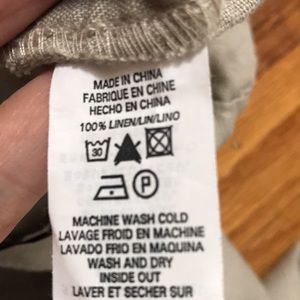 MADE IN CHINA
FABRIQUE EN CHINE
HECHO EN CHINA
100% LINEN/LIN/LINO
30
P
MACHINE WASH COLD
LAVAGE FROID EN MACHINE
LAVADO FRIO EN MAQUINA
WASH AND DRY
INSIDE OUT
LAVER ET SECHER SUR